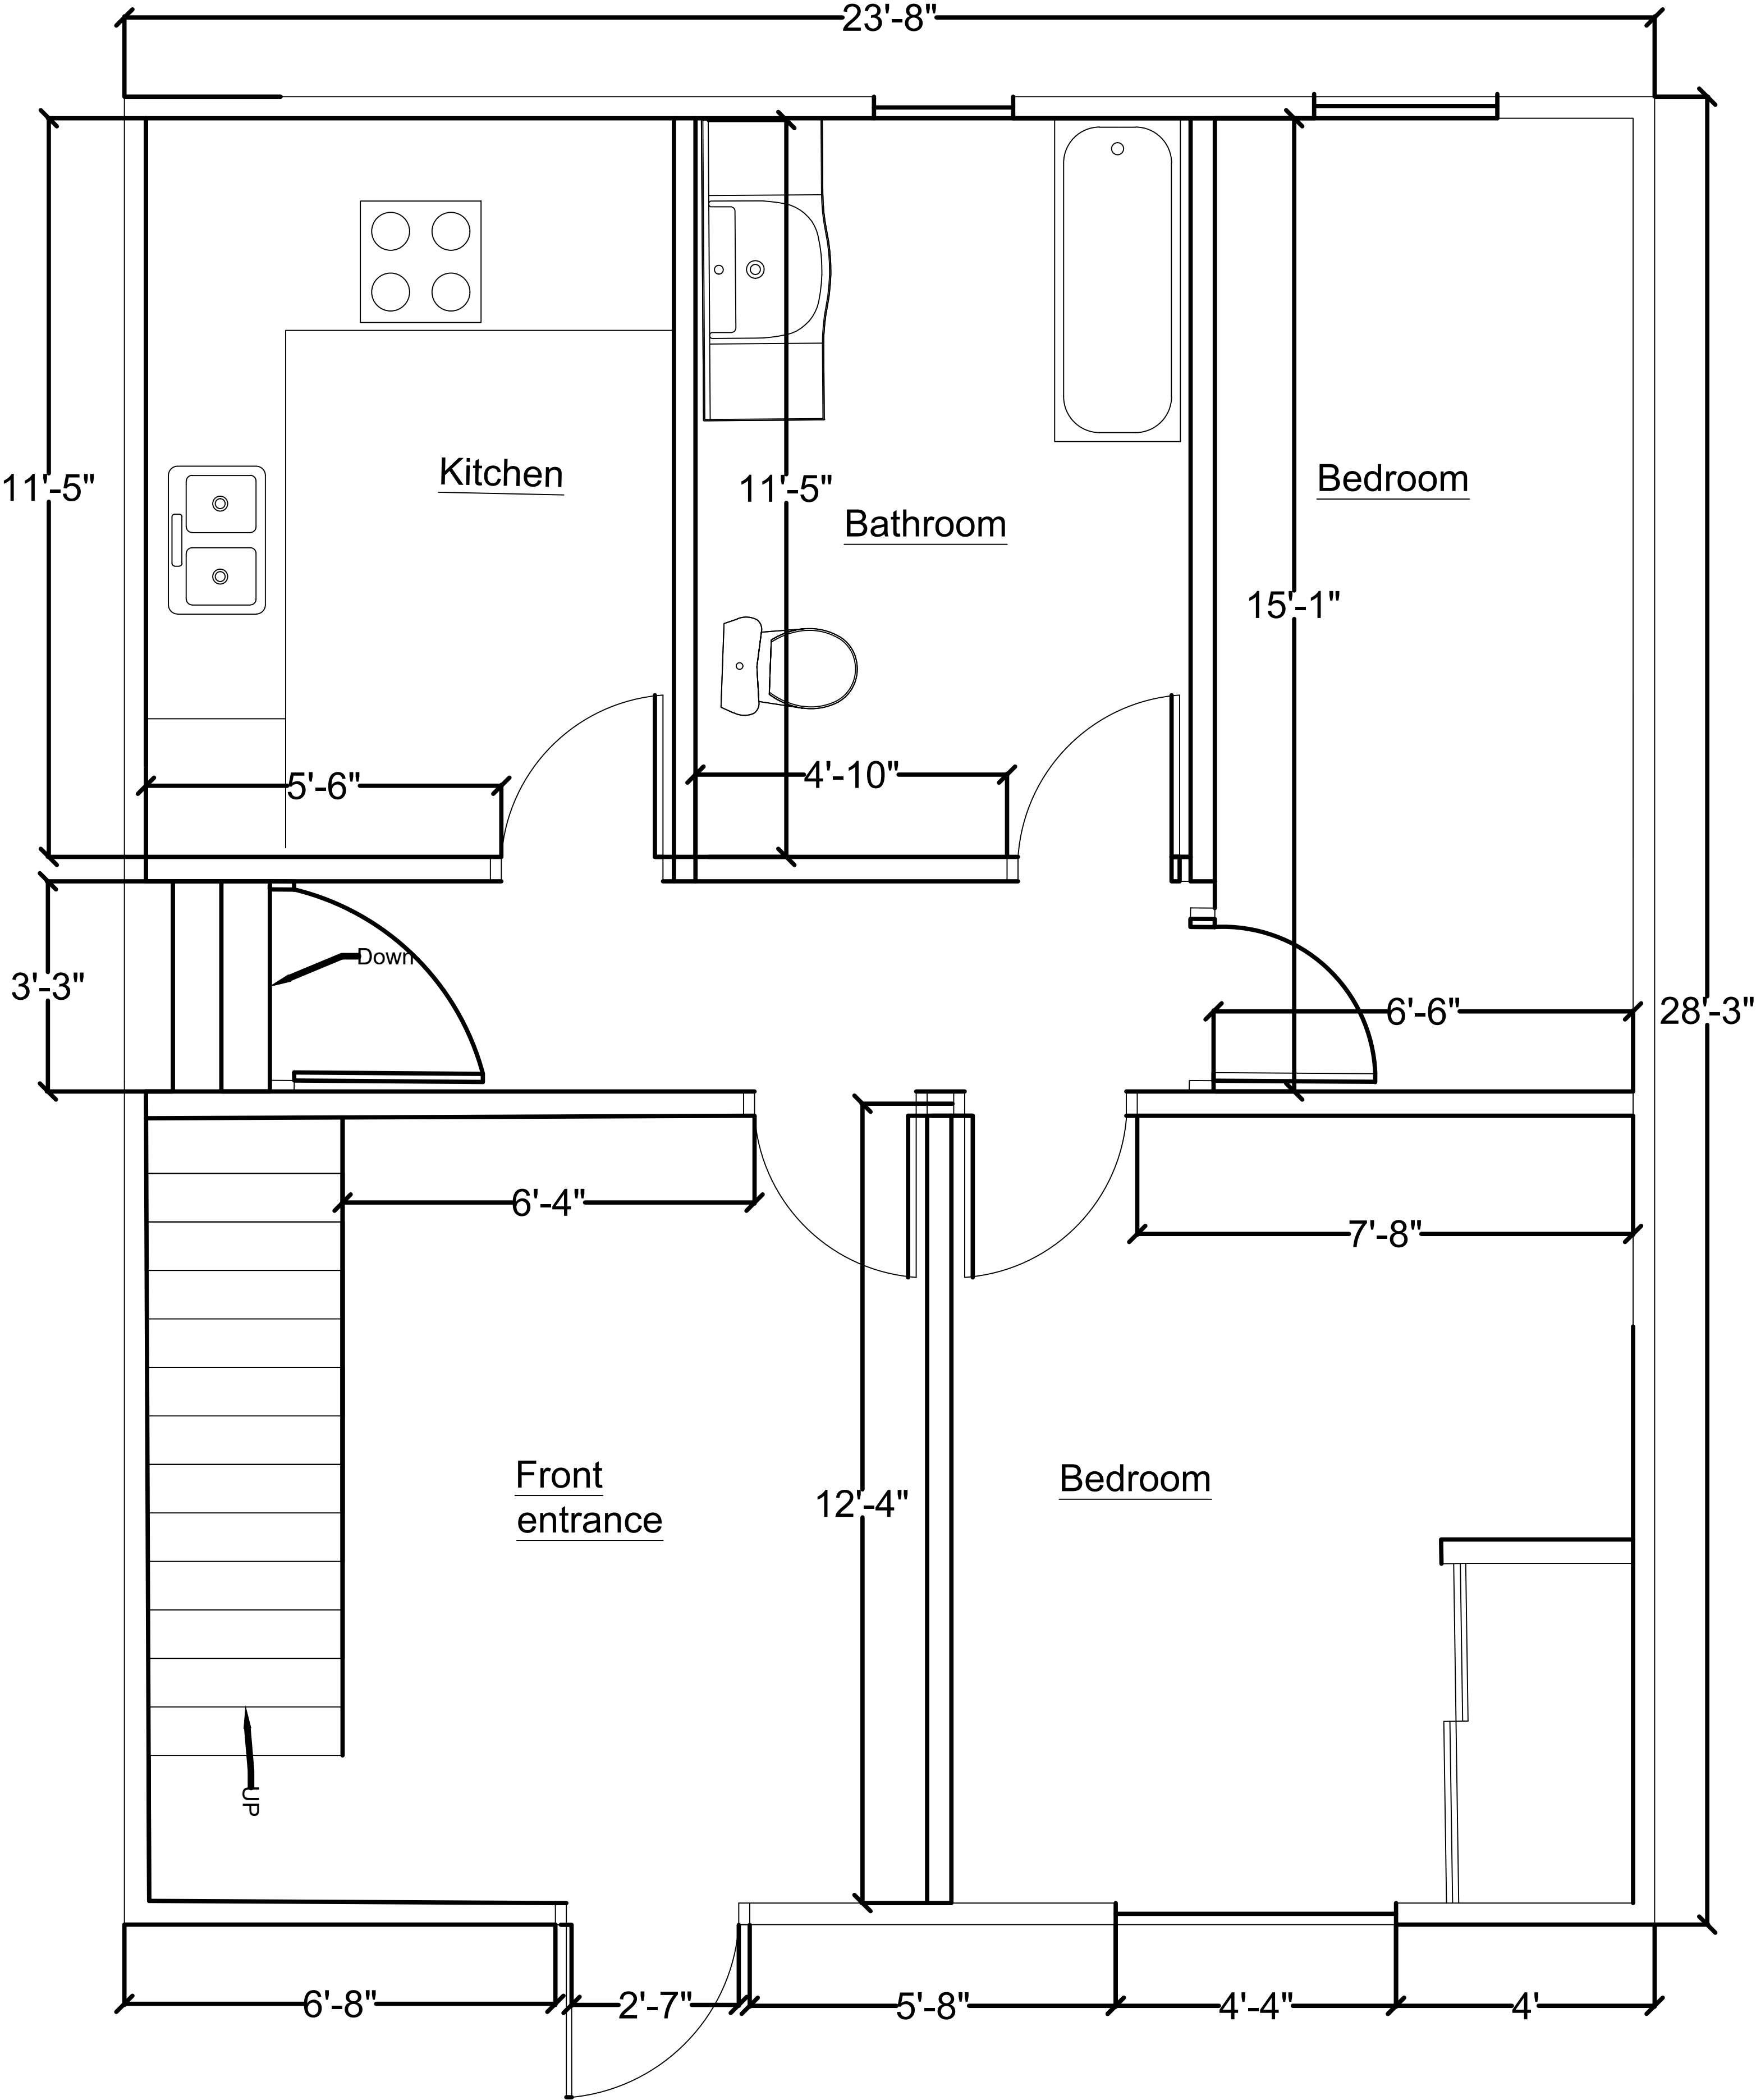 23'-8"
Kitchen
Bedroom
11'-5"
11'-5"
Bathroom
15'-1"
5'-6"
4'-10"
Down
3'-3"
6'-6"
28'-3"
6'-4"
7'-8"
Front
entrance
Bedroom
12'-4"
UP
6'-8"
2'-7"
5'-8"
4'-4"
4'